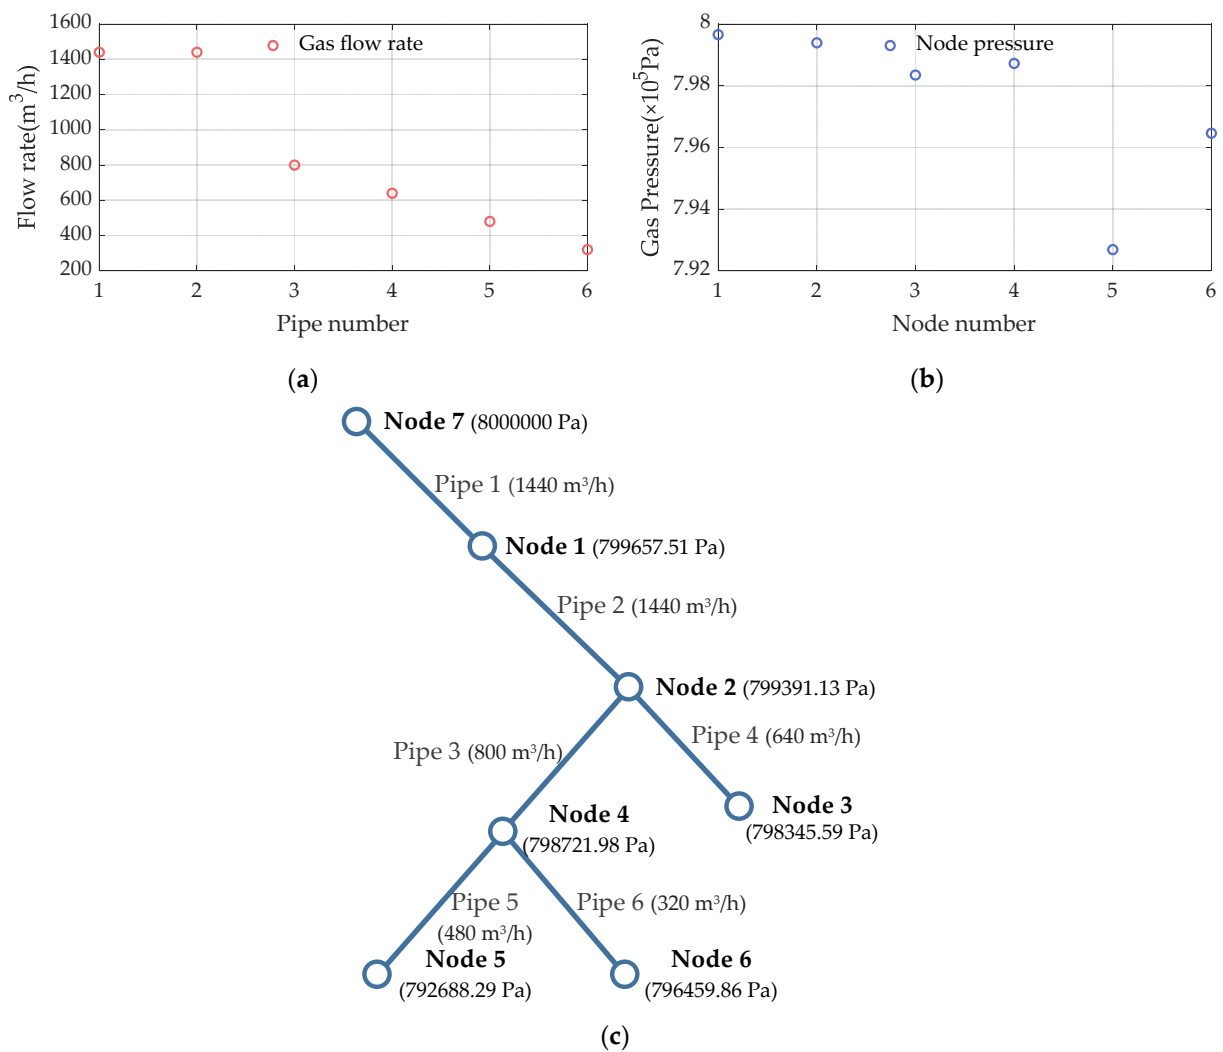 1600
1400
1200
1000
800
600
400
200
Flow rate(m³/h)
Gas flow rate
1 2 3 4 5 6
Pipe number
(a)
8
7.98
7.96
7.94
7.92
Gas Pressure(×10⁵Pa)
Node pressure
1 2 3 4 5 6
Node number
(b)
Node 7 (8000000 Pa)
Pipe 1 (1440 m³/h)
Node 1 (799657.51 Pa)
Pipe 2 (1440 m³/h)
Node 2 (799391.13 Pa)
Pipe 4 (640 m³/h)
Pipe 3 (800 m³/h)
Node 3
(798345.59 Pa)
Node 4
(798721.98 Pa)
Pipe 5
(480 m³/h)
Pipe 6 (320 m³/h)
Node 5
(792688.29 Pa)
Node 6
(796459.86 Pa)
(c)